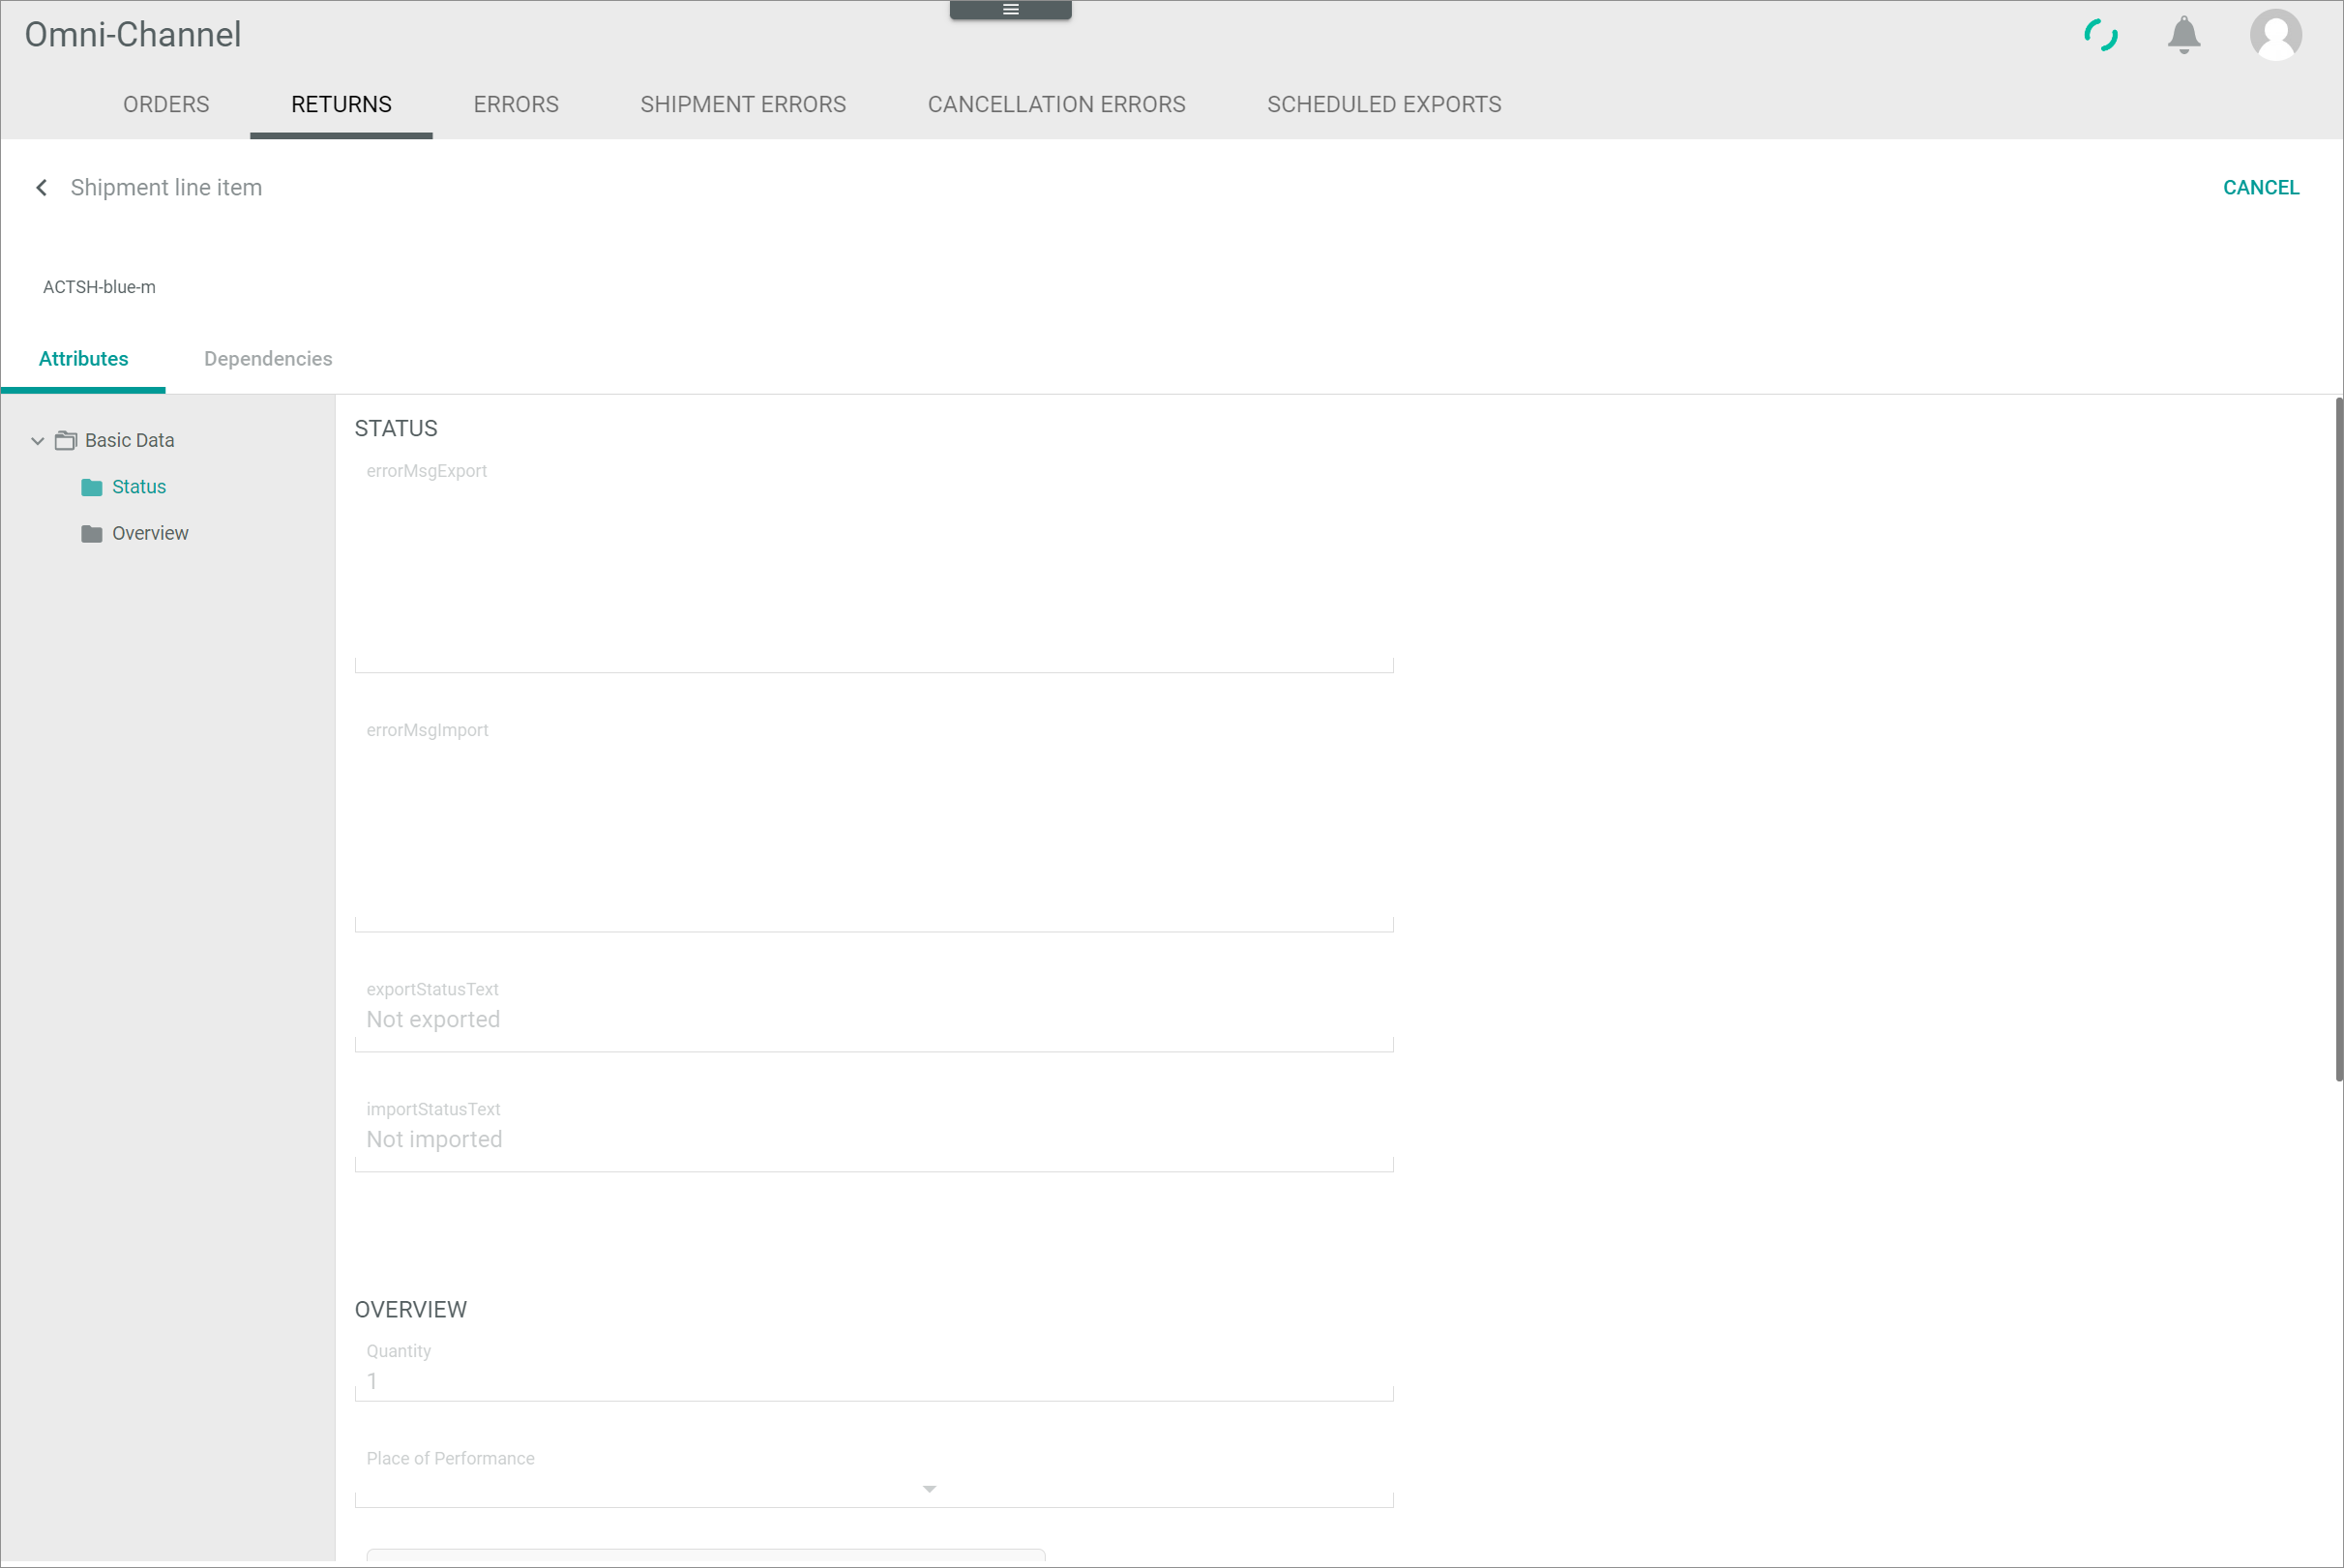 Omni-Channel
ORDERS RETURNS ERRORS SHIPMENT ERRORS CANCELLATION ERRORS SCHEDULED EXPORTS
Shipment line item CANCEL
ACTSH-blue-m
Attributes Dependencies
Basic Data
Status
Overview
STATUS
errorMsgExport
errorMsgImport
exportStatusText
Not exported
importStatusText
Not imported
OVERVIEW
Quantity
1
Place of Performance